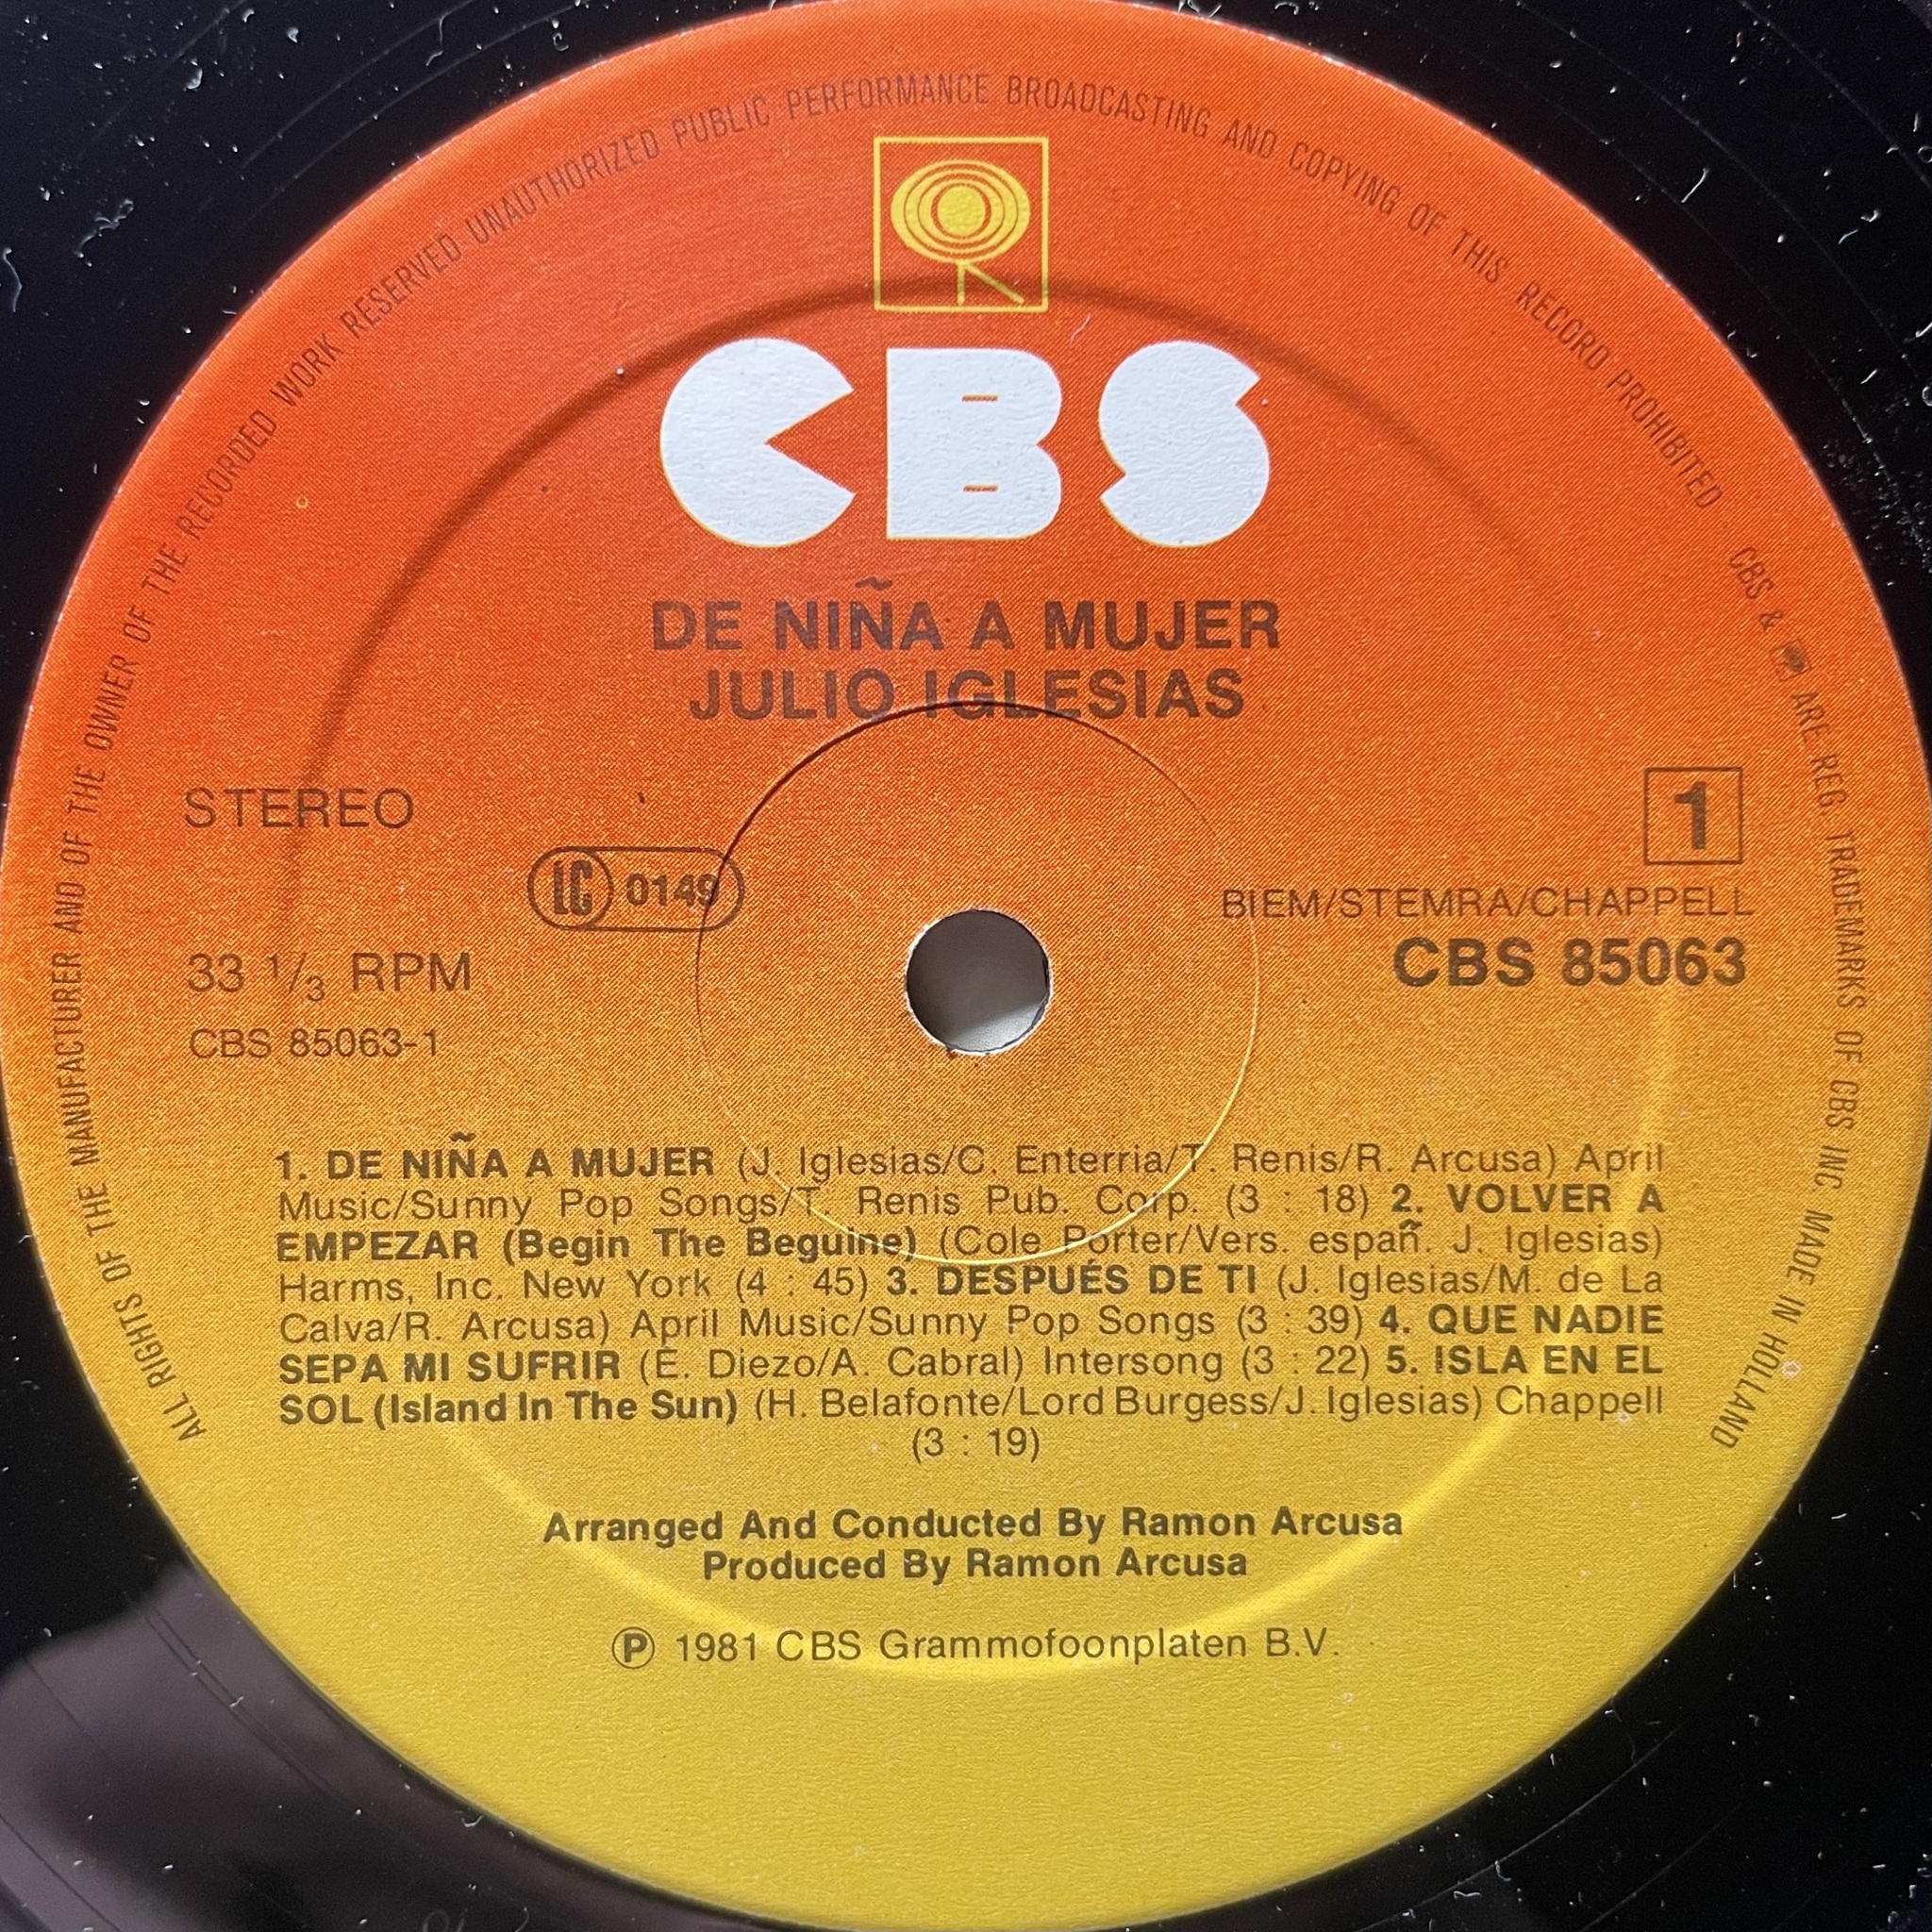 ALL RIGHTS OF THE MANUFACTURER AND OF THE OWNER OF THE RECORDED WORK RESERVED UNAUTHORIZED PUBLIC PERFORMANCE BROADCASTING AND COPYING OF THIS RECORD PROHIBITED CBS & ARE REG. TRADEMARKS OF CBS INC. MADE IN HOLLAND
CBS
DE NIÑA A MUJER
JULIO IGLESIAS
STEREO
1
LC 0149
BIEM/STEMRA/CHAPPELL
CBS 85063
33 1/3 RPM
CBS 85063-1
1. DE NIÑA A MUJER (J. Iglesias/C. Enterria/T. Renis/R. Arcusa) April
Music/Sunny Pop Songs/T. Renis Pub. Corp. (3 : 18) 2. VOLVER A
EMPEZAR (Begin The Beguine) (Cole Porter/Vers. españ. J. Iglesias)
Harms, Inc. New York (4 : 45) 3. DESPUÉS DE TI (J. Iglesias/M. de La
Calva/R. Arcusa) April Music/Sunny Pop Songs (3 : 39) 4. QUE NADIE
SEPA MI SUFRIR (E. Diezo/A. Cabral) Intersong (3 : 22) 5. ISLA EN EL
SOL (Island In The Sun) (H. Belafonte/Lord Burgess/J. Iglesias) Chappell
(3 : 19)
Arranged And Conducted By Ramon Arcusa
Produced By Ramon Arcusa
Ⓟ 1981 CBS Grammofoonplaten B.V.